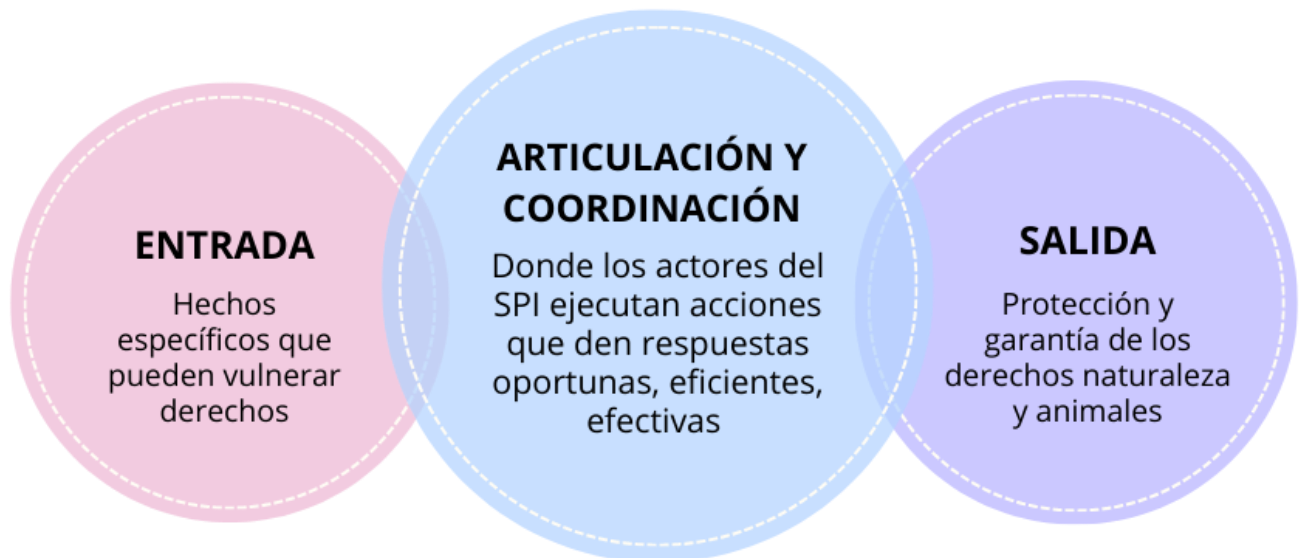 ENTRADA
Hechos
específicos que
pueden vulnerar
derechos
ARTICULACIÓN Y
COORDINACIÓN
Donde los actores del
SPI ejecutan acciones
que den respuestas
oportunas, eficientes,
efectivas
SALIDA
Protección y
garantía de los
derechos naturaleza
y animales